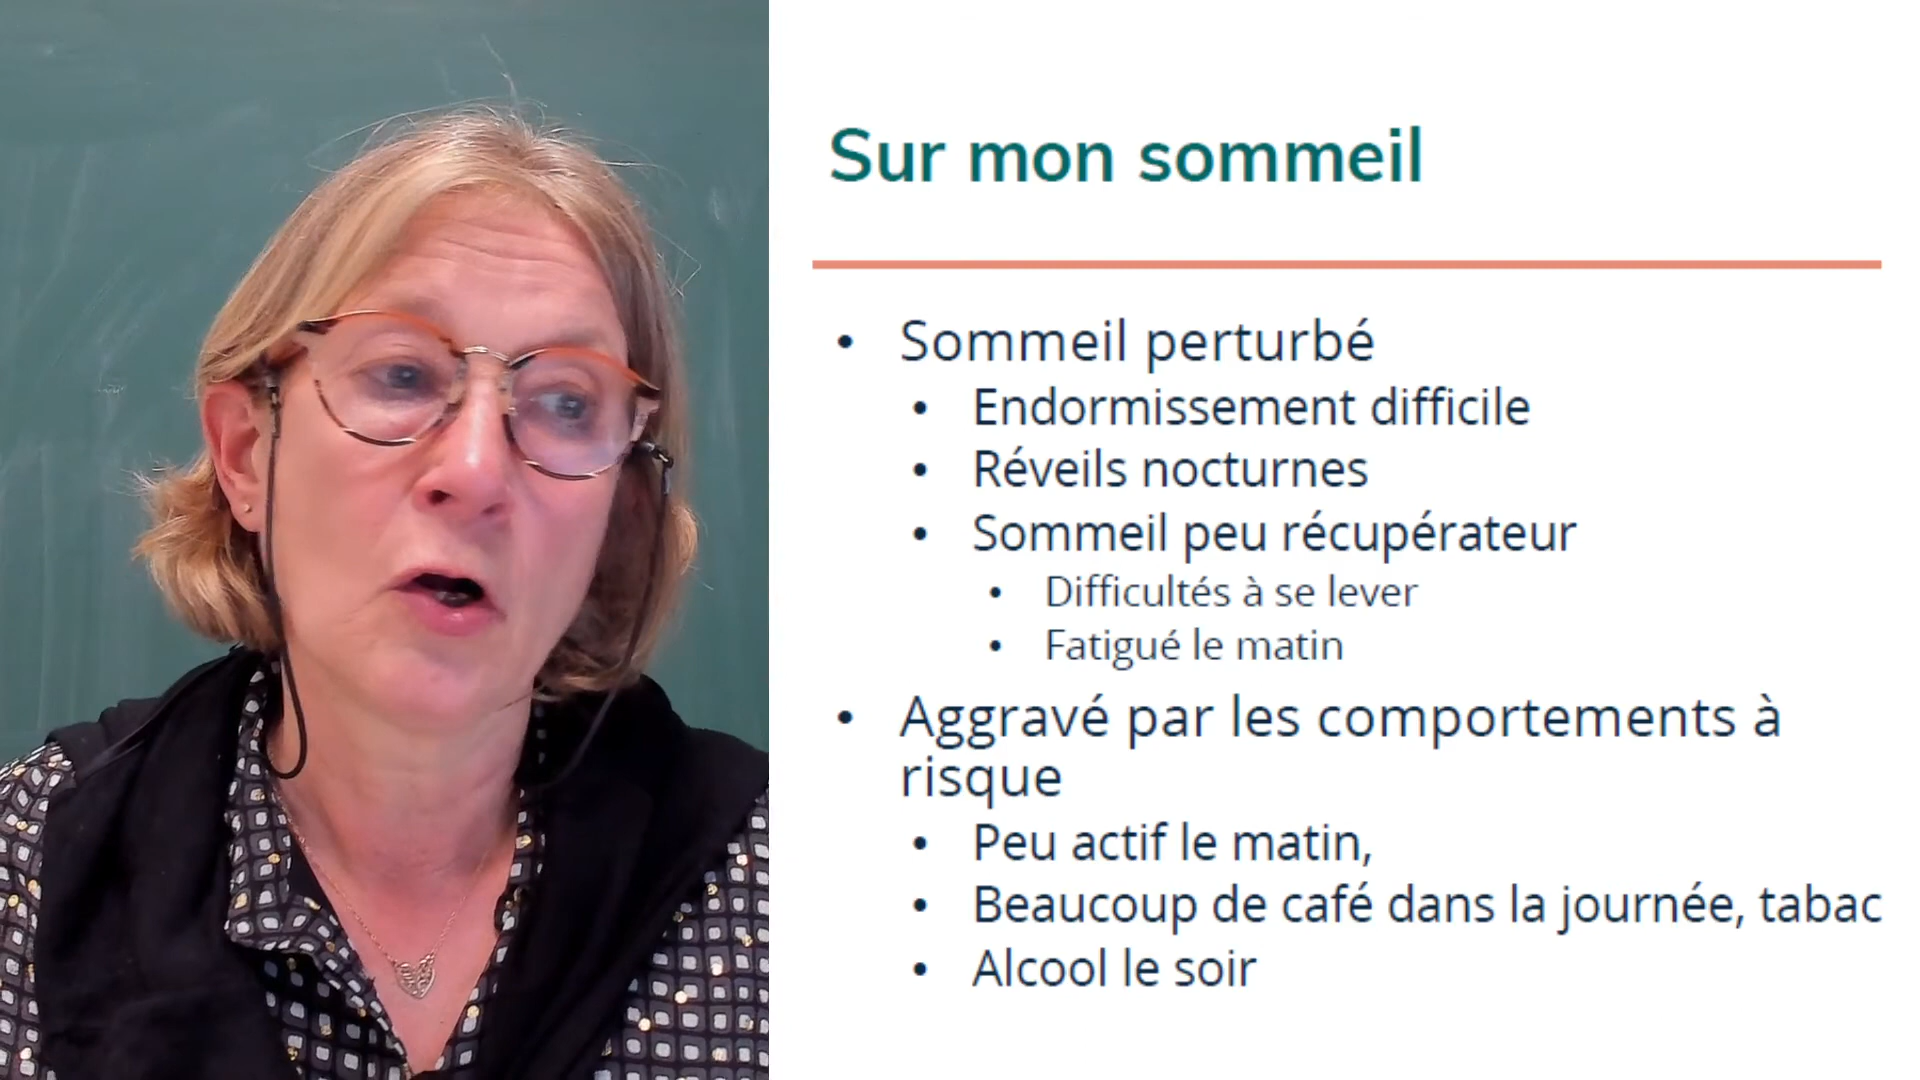 Sur mon sommeil
• Sommeil perturbé
• Endormissement difficile
• Réveils nocturnes
• Sommeil peu récupérateur
• Difficultés à se lever
• Fatigué le matin
• Aggravé par les comportements à
risque
• Peu actif le matin,
• Beaucoup de café dans la journée, tabac
• Alcool le soir